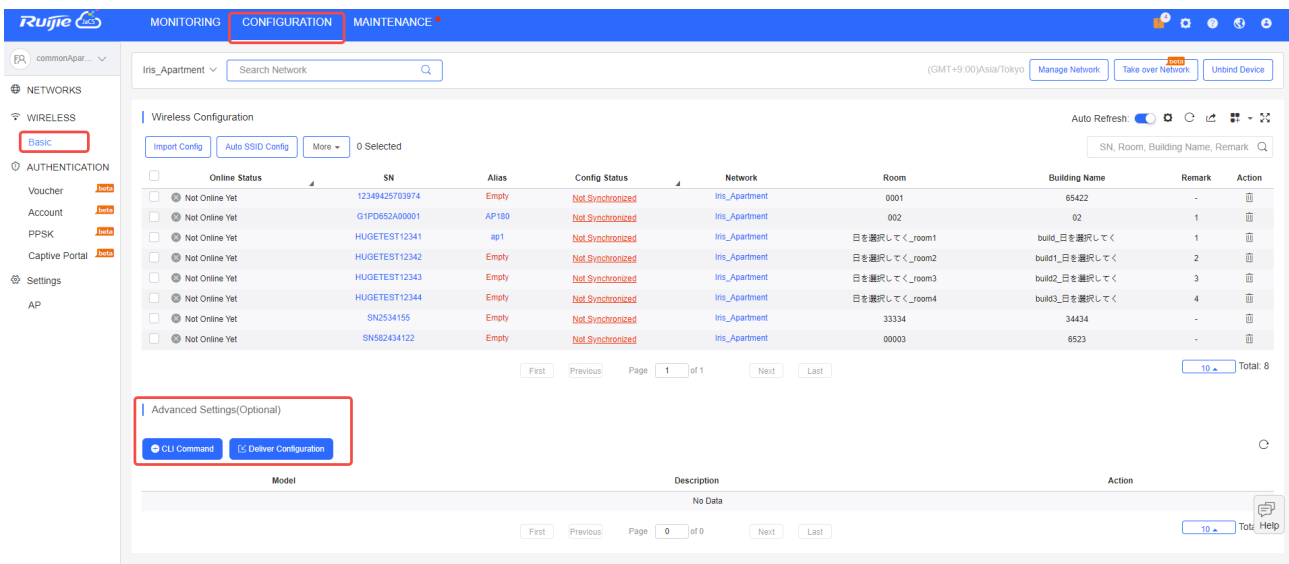 Ruijie JaCS MONITORING CONFIGURATION MAINTENANCE 4
commonApar...
Iris_Apartment Search Network (GMT+9:00)Asia/Tokyo Manage Network Take over Network beta Unbind Device
NETWORKS
WIRELESS
Basic
AUTHENTICATION
Voucher beta
Account beta
PPSK beta
Captive Portal beta
Settings
AP
Wireless Configuration Auto Refresh:
Import Config Auto SSID Config More 0 Selected SN, Room, Building Name, Remark
Online Status SN Alias Config Status Network Room Building Name Remark Action
Not Online Yet 12349425703974 Empty Not Synchronized Iris_Apartment 0001 65422 -
Not Online Yet G1PD652A00001 AP180 Not Synchronized Iris_Apartment 002 02 1
Not Online Yet HUGETEST12341 ap1 Not Synchronized Iris_Apartment 日を選択してく_room1 build_日を選択してく 1
Not Online Yet HUGETEST12342 Empty Not Synchronized Iris_Apartment 日を選択してく_room2 build1_日を選択してく 2
Not Online Yet HUGETEST12343 Empty Not Synchronized Iris_Apartment 日を選択してく_room3 build2_日を選択してく 3
Not Online Yet HUGETEST12344 Empty Not Synchronized Iris_Apartment 日を選択してく_room4 build3_日を選択してく 4
Not Online Yet SN2534155 Empty Not Synchronized Iris_Apartment 33334 34434 -
Not Online Yet SN582434122 Empty Not Synchronized Iris_Apartment 00003 6523 -
First Previous Page 1 of 1 Next Last 10 Total: 8
Advanced Settings(Optional)
CLI Command Deliver Configuration
Model Description Action
No Data
First Previous Page 0 of 0 Next Last 10
Help